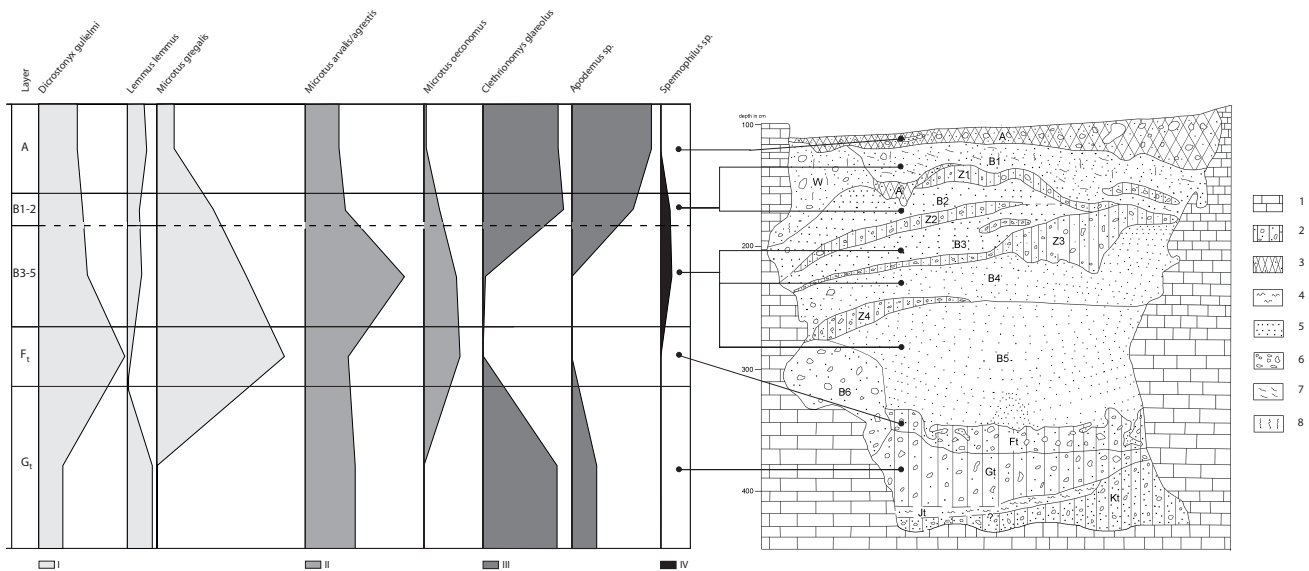 Layer
Dicrostonyx gulielmi
Lemmus lemmus
Microtus gregalis
Microtus arvalis/agrestis
Microtus oeconomus
Clethrionomys glareolus
Apodemus sp.
Spermophilus sp.
A
B1-2
B3-5
Ft
Gt
I
II
III
IV
depth in cm
100
200
300
400
A
B1
W
Z1
A
B2
Z2
B3
Z3
B4
Z4
B5
B6
Ft
Gt
Kt
Jt
1
2
3
4
5
6
7
8